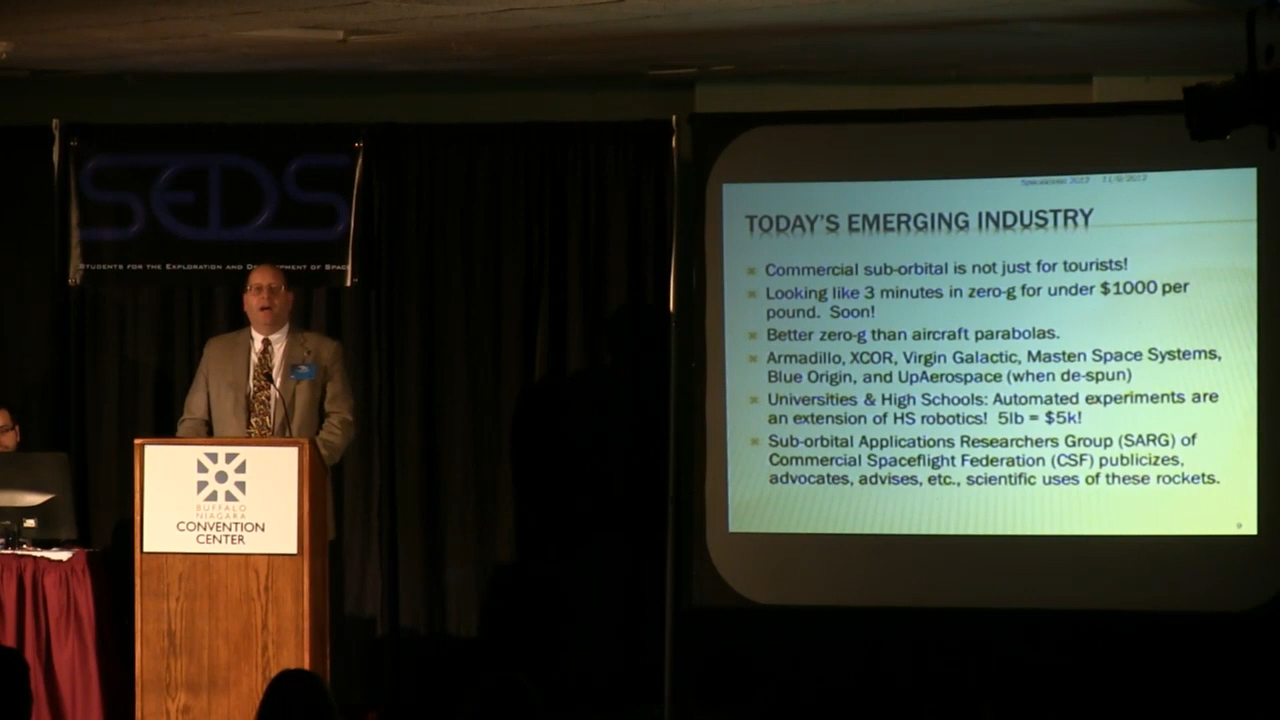 SEDS
STUDENTS FOR THE EXPLORATION AND DEVELOPMENT OF SPACE
BUFFALO
NIAGARA
CONVENTION
CENTER
11/9/2012
TODAY'S EMERGING INDUSTRY
Commercial sub-orbital is not just for tourists!
Looking like 3 minutes in zero-g for under $1000 per
pound. Soon!
Better zero-g than aircraft parabolas.
Armadillo, XCOR, Virgin Galactic, Masten Space Systems,
Blue Origin, and UpAerospace (when de-spun)
Universities & High Schools: Automated experiments are
an extension of HS robotics! 5lb = $5k!
Sub-orbital Applications Researchers Group (SARG) of
Commercial Spaceflight Federation (CSF) publicizes,
advocates, advises, etc., scientific uses of these rockets.
9